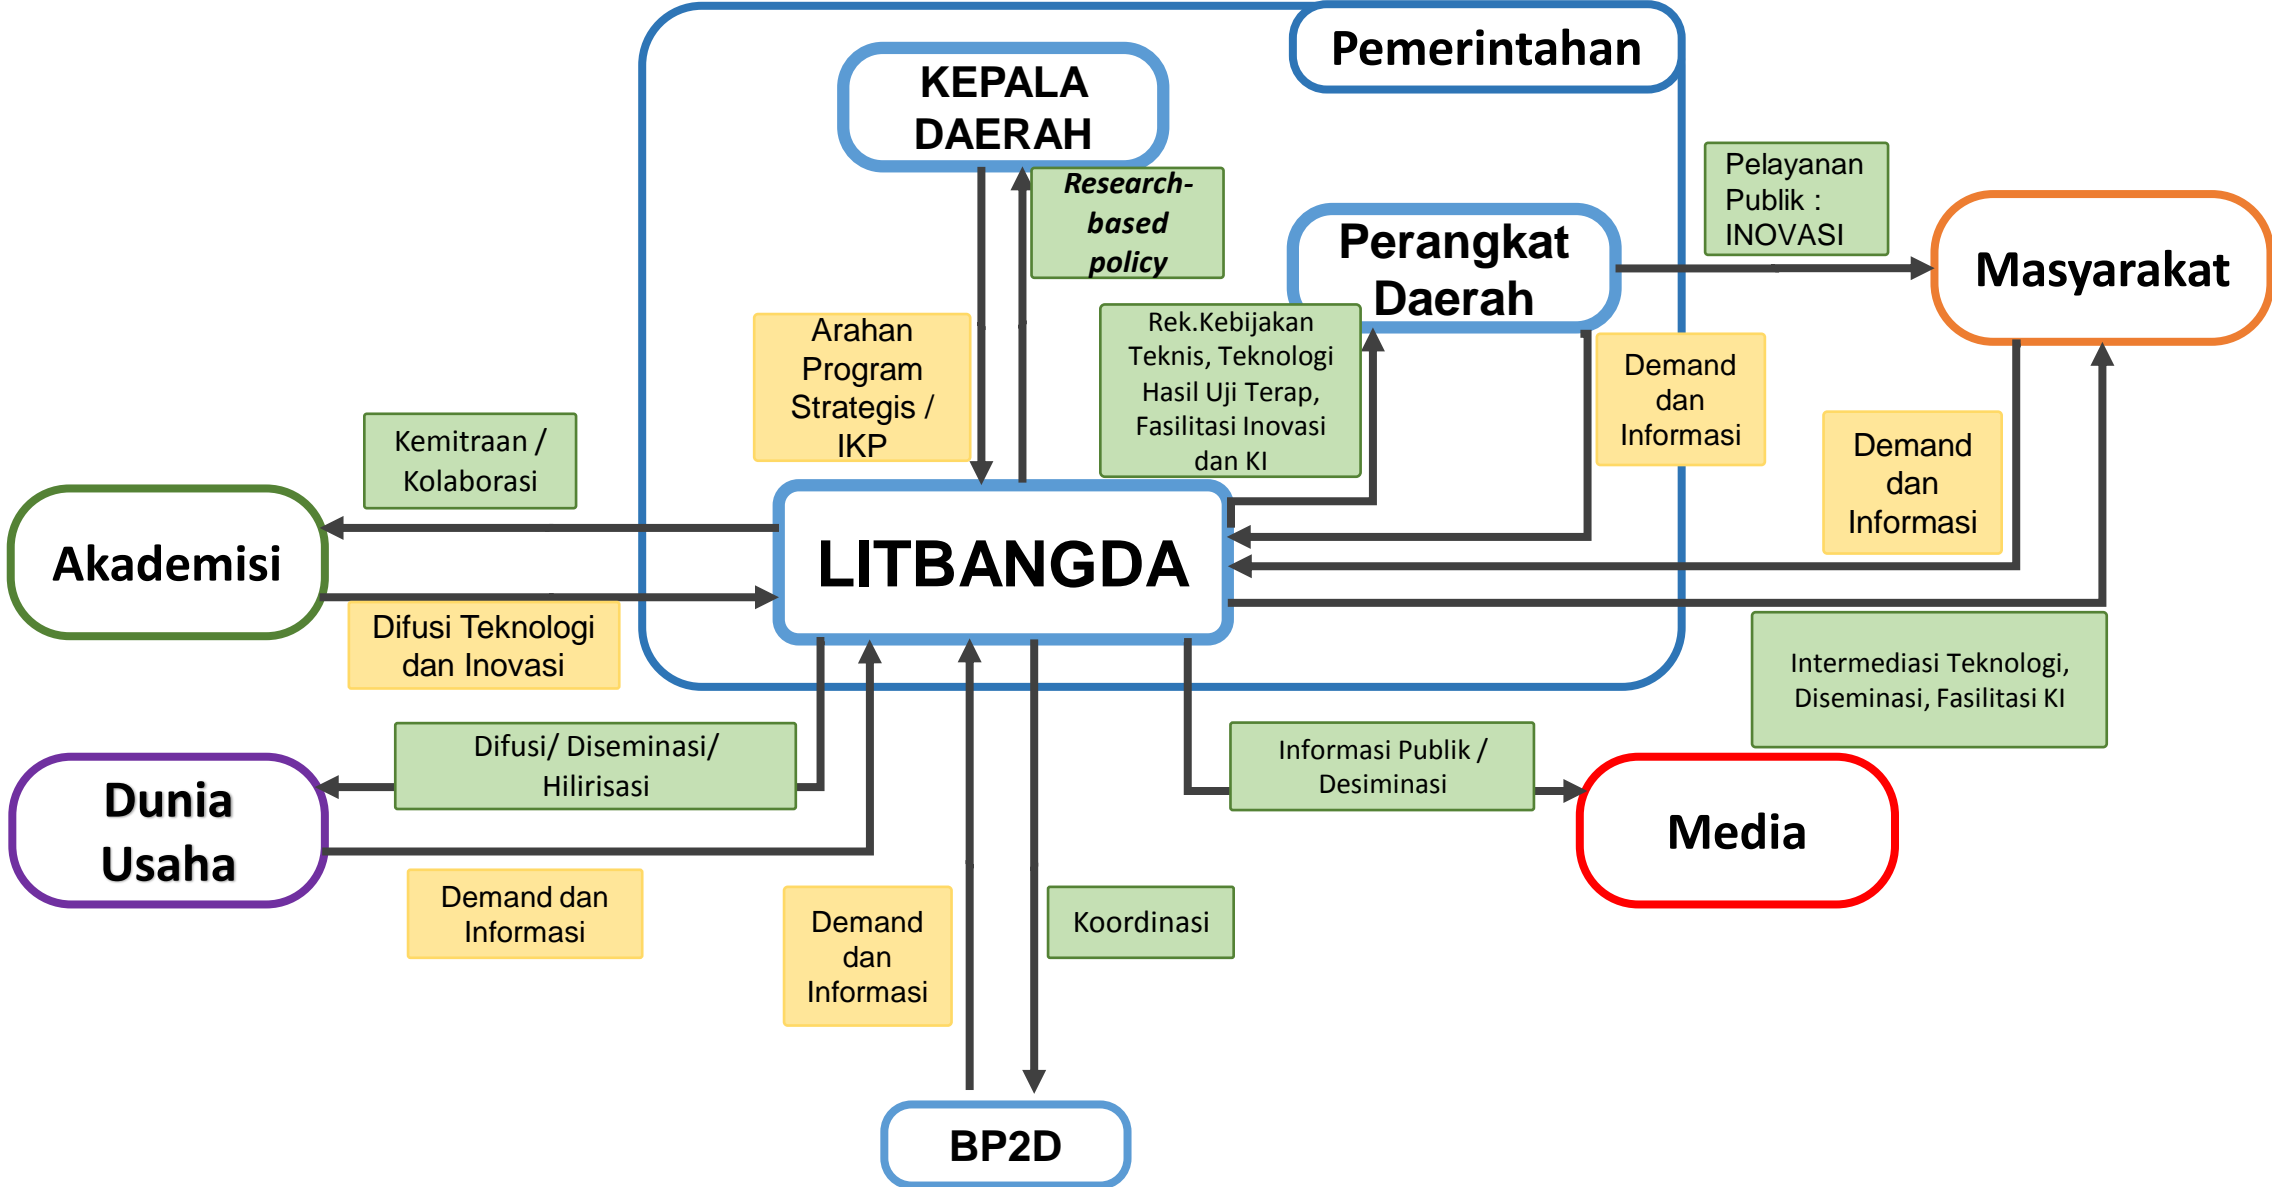 Pemerintahan
KEPALA
DAERAH
Research-
based
policy
Pelayanan
Publik :
INOVASI
Perangkat
Daerah
Masyarakat
Arahan
Program
Strategis /
IKP
Rek.Kebijakan
Teknis, Teknologi
Hasil Uji Terap,
Fasilitasi Inovasi
dan KI
Demand
dan
Informasi
Demand
dan
Informasi
Kemitraan /
Kolaborasi
Akademisi
LITBANGDA
Difusi Teknologi
dan Inovasi
Intermediasi Teknologi,
Diseminasi, Fasilitasi KI
Difusi/ Diseminasi/
Hilirisasi
Informasi Publik /
Desiminasi
Dunia
Usaha
Media
Demand dan
Informasi
Demand
dan
Informasi
Koordinasi
BP2D